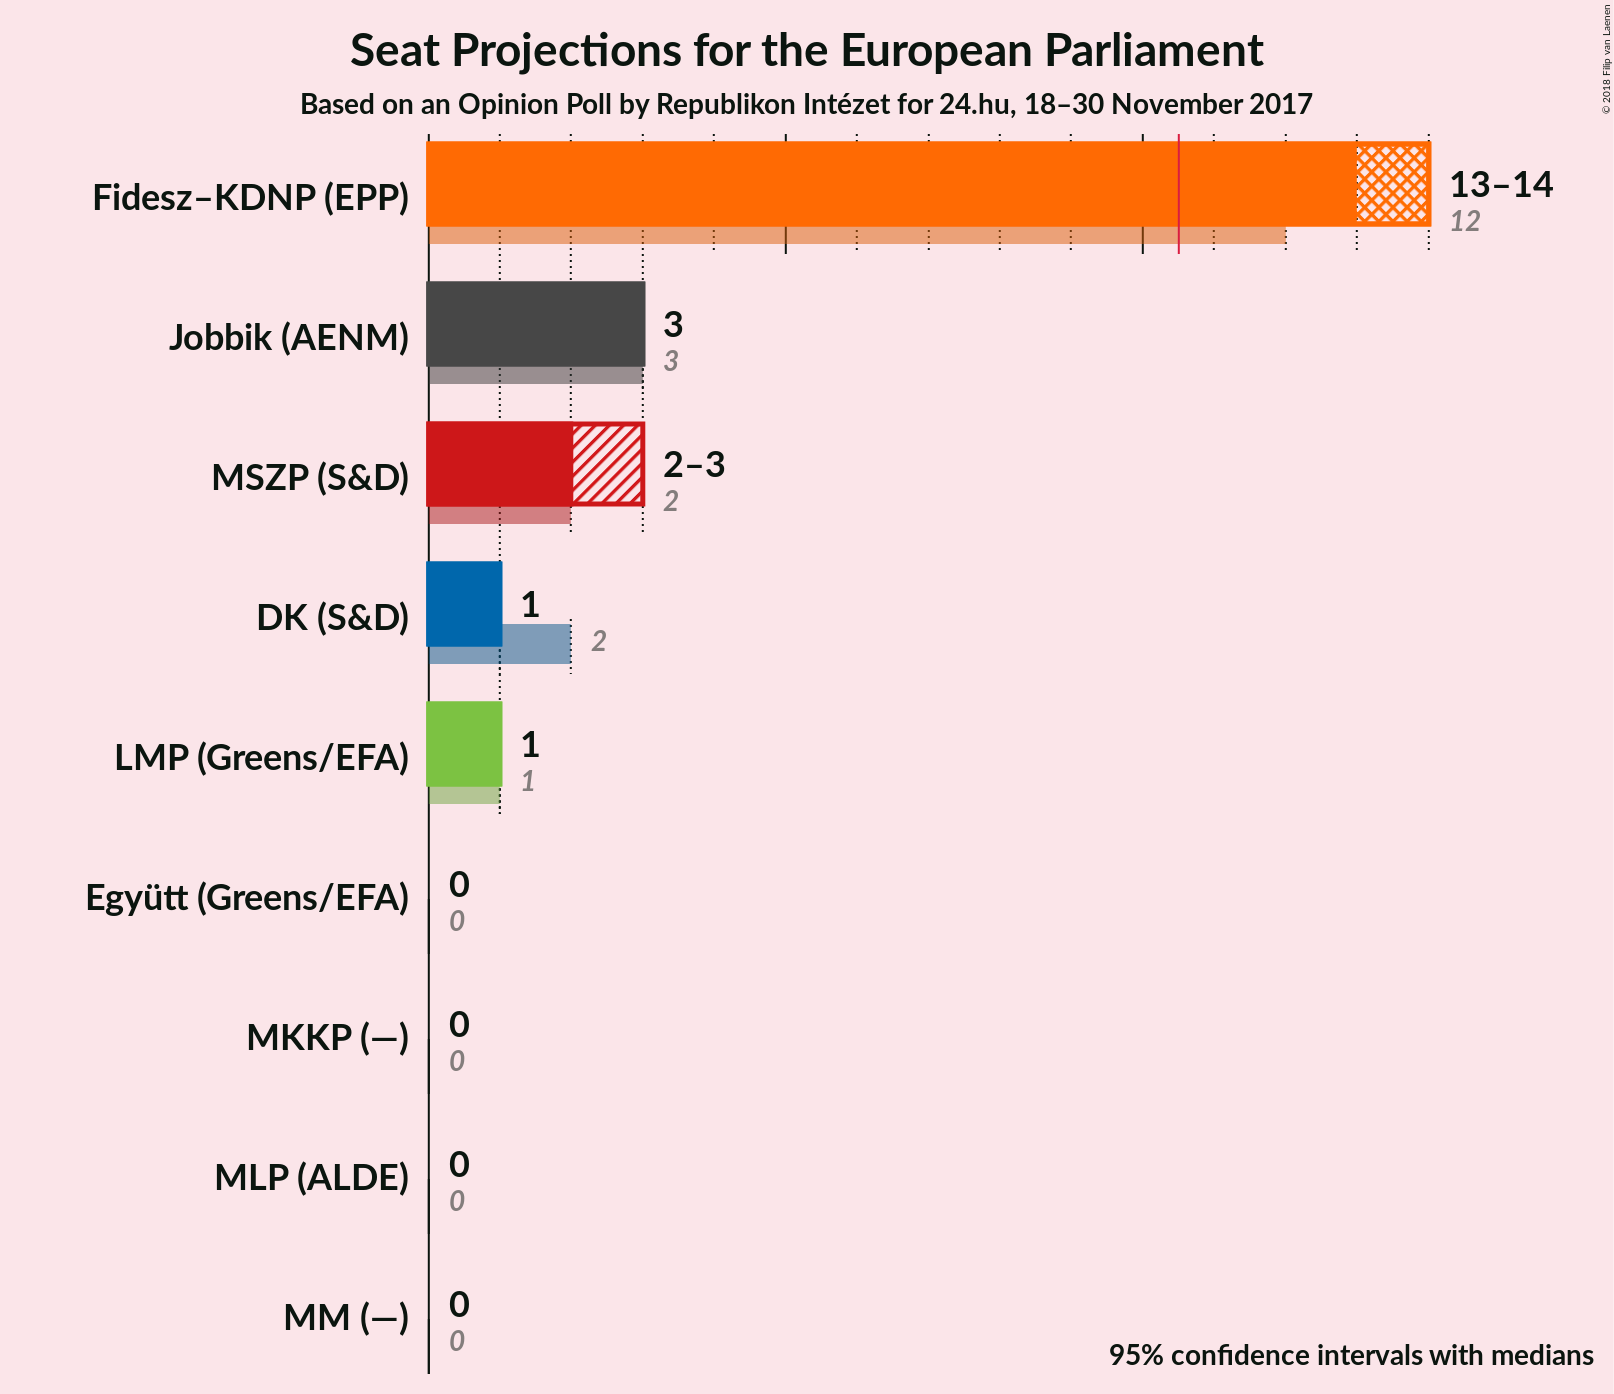 Seat Projections for the European Parliament
Based on an Opinion Poll by Republikon Intézet for 24.hu, 18–30 November 2017
© 2018 Filip van Laenen
Fidesz–KDNP (EPP)
13–14
12
Jobbik (AENM)
3
3
MSZP (S&D)
2–3
2
DK (S&D)
1
2
LMP (Greens/EFA)
1
1
Együtt (Greens/EFA)
0
0
MKKP (—)
0
0
MLP (ALDE)
0
0
MM (—)
0
0
95% confidence intervals with medians